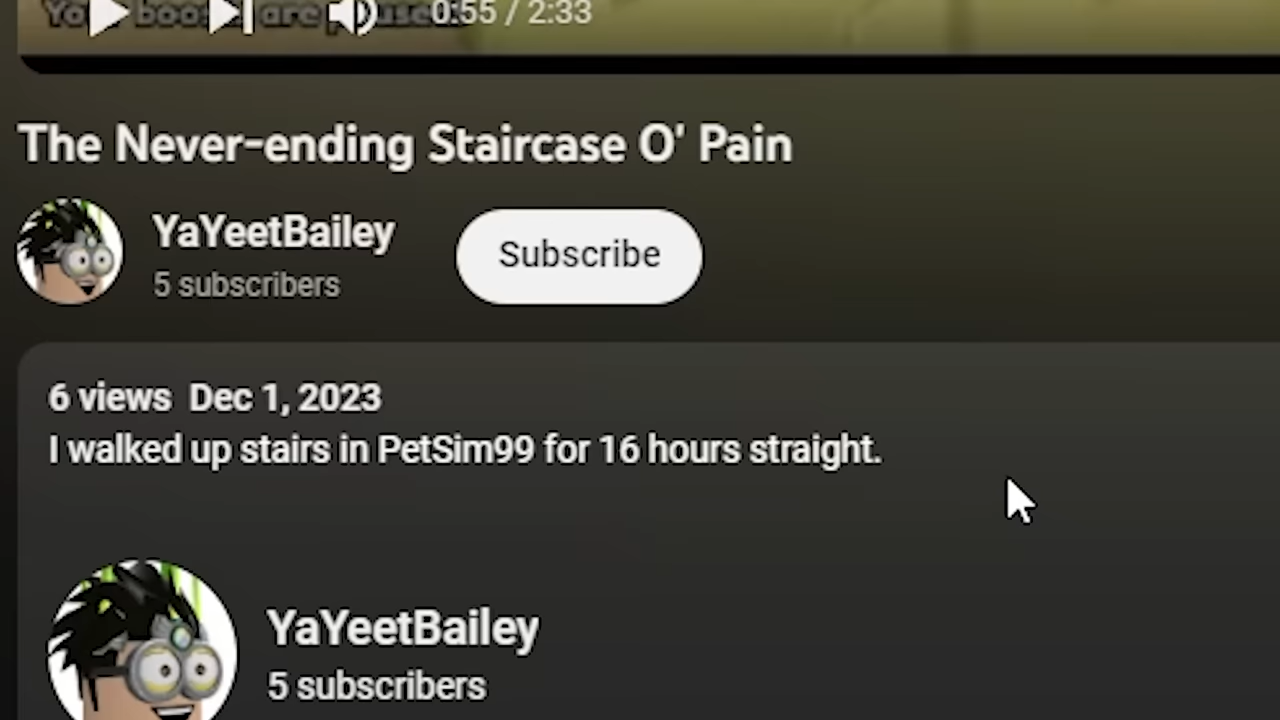 0:55 / 2:33
The Never-ending Staircase O' Pain
YaYeetBailey
5 subscribers
Subscribe
6 views Dec 1, 2023
I walked up stairs in PetSim99 for 16 hours straight.
YaYeetBailey
5 subscribers